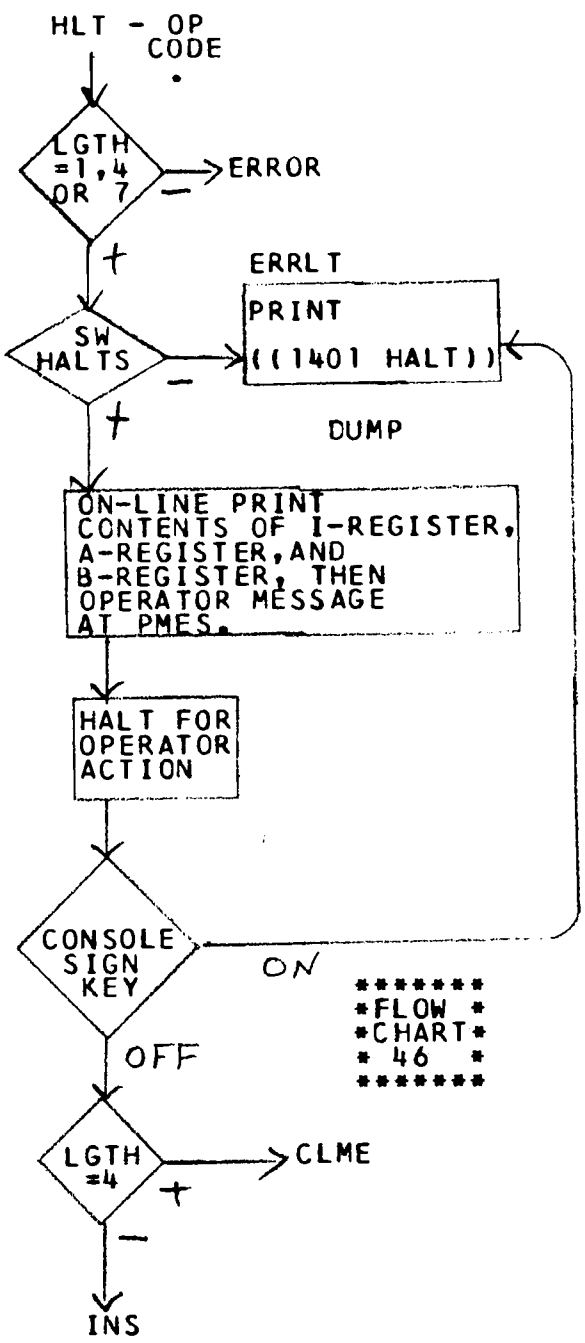 HLT - OP
CODE
.
LGTH
=1,4
OR 7
− ERROR
+
ERRLT
SW
HALTS
−
PRINT
((1401 HALT))
+
DUMP
ON-LINE PRINT
CONTENTS OF I-REGISTER,
A-REGISTER,AND
B-REGISTER, THEN
OPERATOR MESSAGE
AT PMES.
HALT FOR
OPERATOR
ACTION
CONSOLE
SIGN
KEY
ON
OFF
*******
*FLOW *
*CHART*
* 46 *
*******
LGTH
=4
+
CLME
−
INS